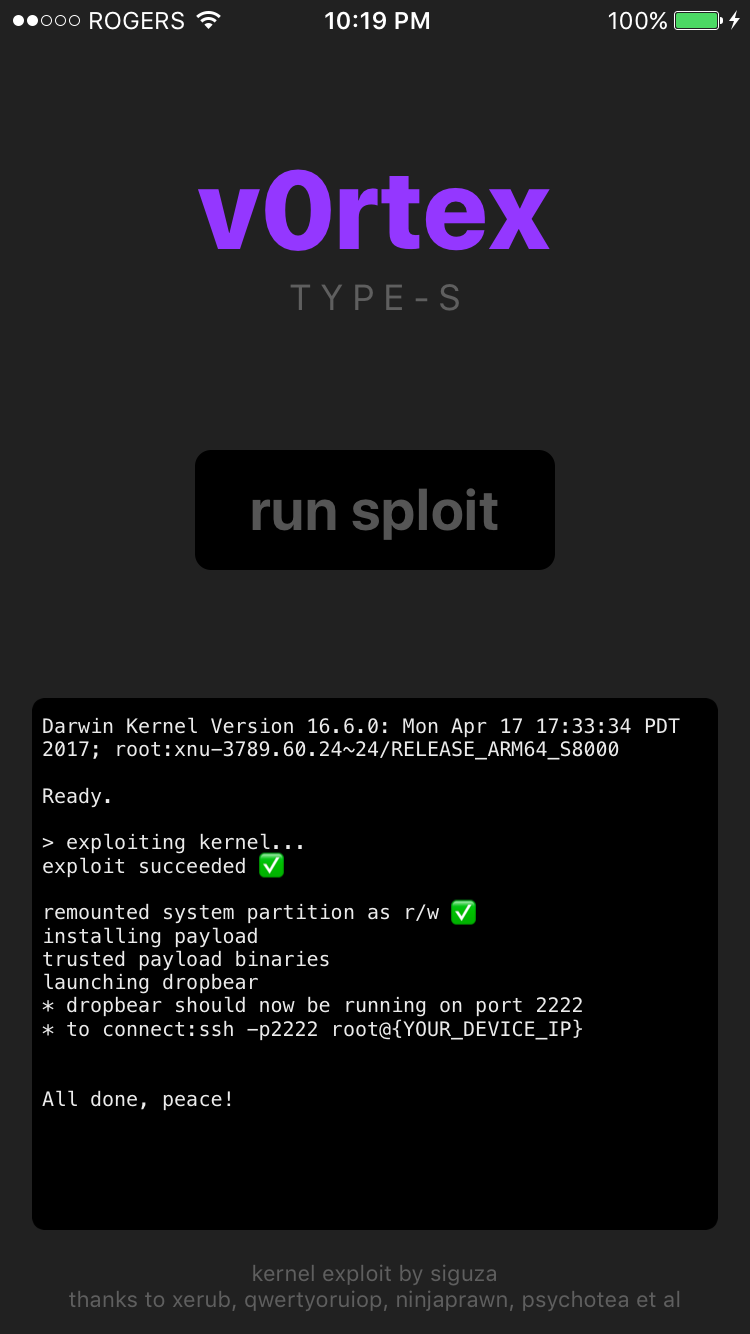 ROGERS 10:19 PM 100%
v0rtex
TYPE-S
run sploit
Darwin Kernel Version 16.6.0: Mon Apr 17 17:33:34 PDT
2017; root:xnu-3789.60.24~24/RELEASE_ARM64_S8000
Ready.
> exploiting kernel...
exploit succeeded ✅
remounted system partition as r/w ✅
installing payload
trusted payload binaries
launching dropbear
* dropbear should now be running on port 2222
* to connect:ssh -p2222 root@{YOUR_DEVICE_IP}
All done, peace!
kernel exploit by siguza
thanks to xerub, qwertyoruiop, ninjaprawn, psychotea et al